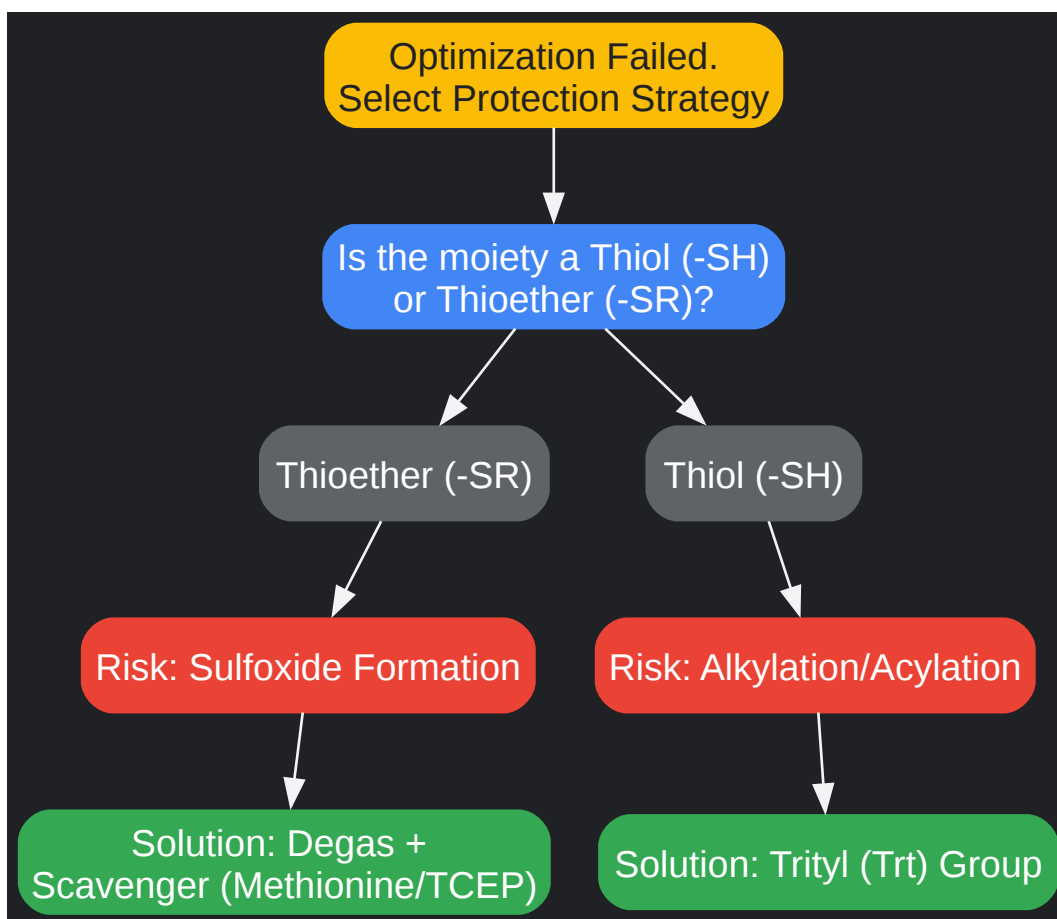 Optimization Failed.
Select Protection Strategy
Is the moiety a Thiol (-SH)
or Thioether (-SR)?
Thioether (-SR)
Thiol (-SH)
Risk: Sulfoxide Formation
Risk: Alkylation/Acylation
Solution: Degas +
Scavenger (Methionine/TCEP)
Solution: Trityl (Trt) Group